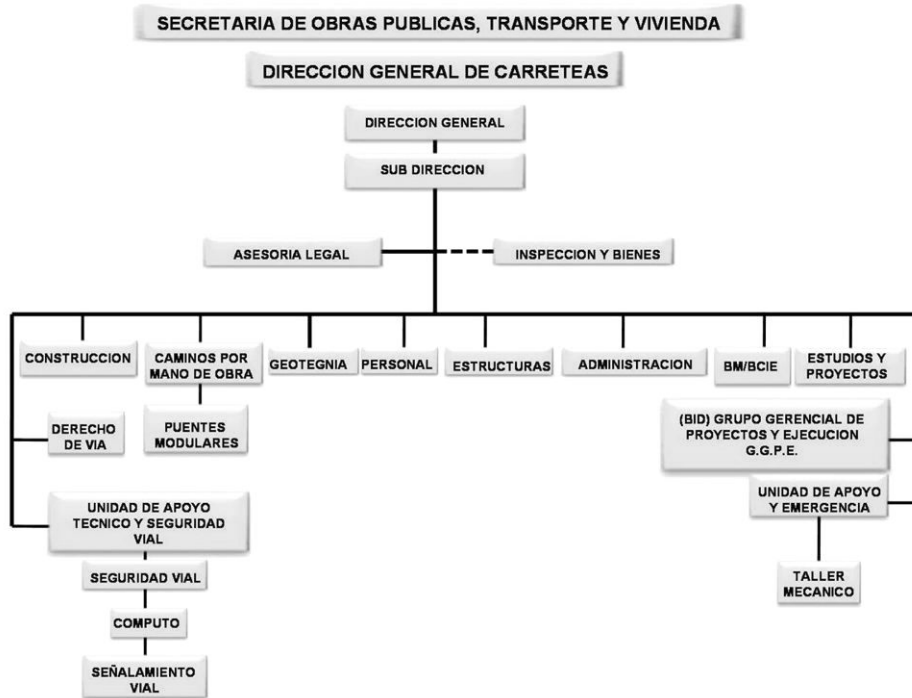 SECRETARIA DE OBRAS PUBLICAS, TRANSPORTE Y VIVIENDA
DIRECCION GENERAL DE CARRETEAS
DIRECCION GENERAL
SUB DIRECCION
ASESORIA LEGAL
INSPECCION Y BIENES
CONSTRUCCION
CAMINOS POR
MANO DE OBRA
GEOTEGNIA
PERSONAL
ESTRUCTURAS
ADMINISTRACION
BM/BCIE
ESTUDIOS Y
PROYECTOS
DERECHO
DE VIA
PUENTES
MODULARES
(BID) GRUPO GERENCIAL
DE PROYECTOS Y EJECUCION
G.G.P.E.
UNIDAD DE APOYO
TECNICO Y SEGURIDAD
VIAL
UNIDAD DE APOYO
Y EMERGENCIA
SEGURIDAD VIAL
TALLER
MECANICO
COMPUTO
SEÑALAMIENTO
VIAL